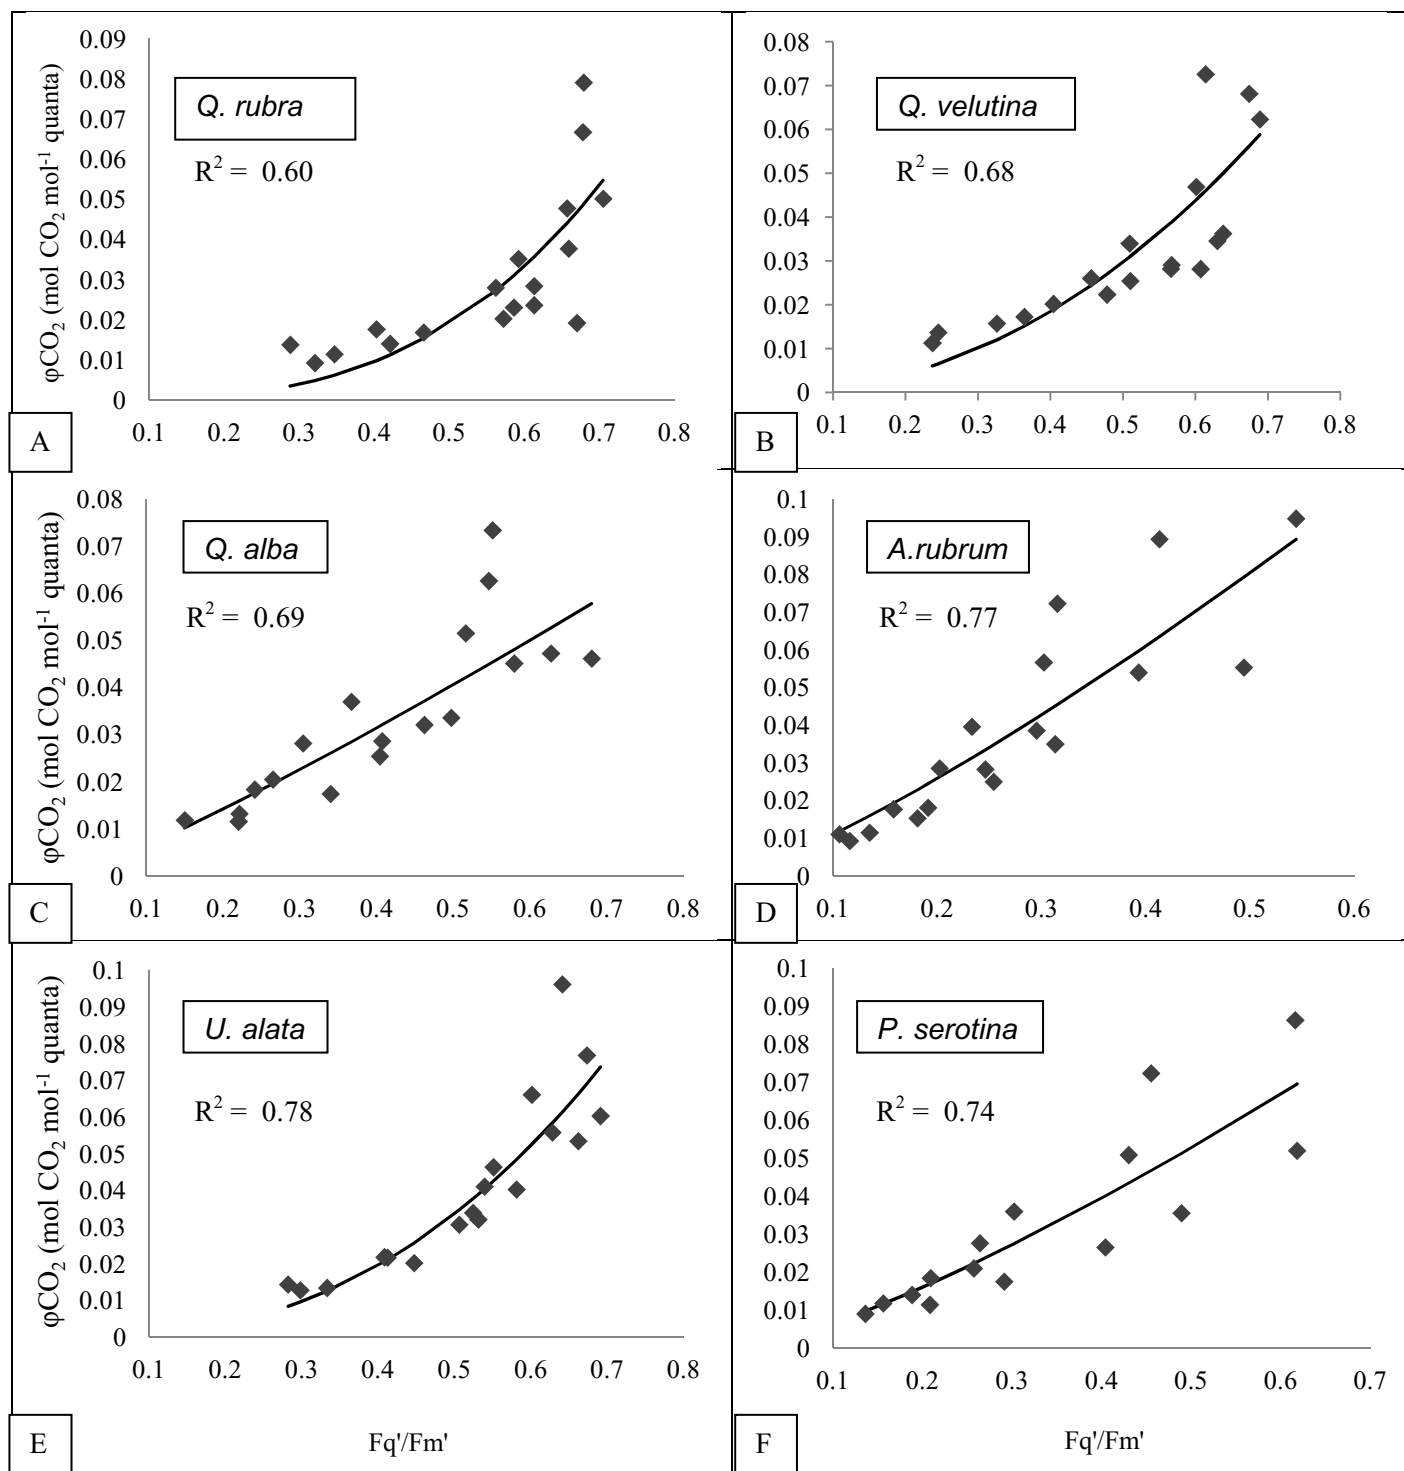 0.09
0.08
0.07
0.06
0.05
0.04
0.03
0.02
0.01
0
φCO₂ (mol CO₂ mol⁻¹ quanta)
Q. rubra
R² = 0.60
0.1 0.2 0.3 0.4 0.5 0.6 0.7 0.8
A
0.08
0.07
0.06
0.05
0.04
0.03
0.02
0.01
0
Q. velutina
R² = 0.68
0.1 0.2 0.3 0.4 0.5 0.6 0.7 0.8
B
0.08
0.07
0.06
0.05
0.04
0.03
0.02
0.01
0
φCO₂ (mol CO₂ mol⁻¹ quanta)
Q. alba
R² = 0.69
0.1 0.2 0.3 0.4 0.5 0.6 0.7 0.8
C
0.1
0.09
0.08
0.07
0.06
0.05
0.04
0.03
0.02
0.01
0
A.rubrum
R² = 0.77
0.1 0.2 0.3 0.4 0.5 0.6
D
0.1
0.09
0.08
0.07
0.06
0.05
0.04
0.03
0.02
0.01
0
φCO₂ (mol CO₂ mol⁻¹ quanta)
U. alata
R² = 0.78
0.1 0.2 0.3 0.4 0.5 0.6 0.7 0.8
Fq'/Fm'
E
0.1
0.09
0.08
0.07
0.06
0.05
0.04
0.03
0.02
0.01
0
P. serotina
R² = 0.74
0.1 0.2 0.3 0.4 0.5 0.6 0.7
Fq'/Fm'
F